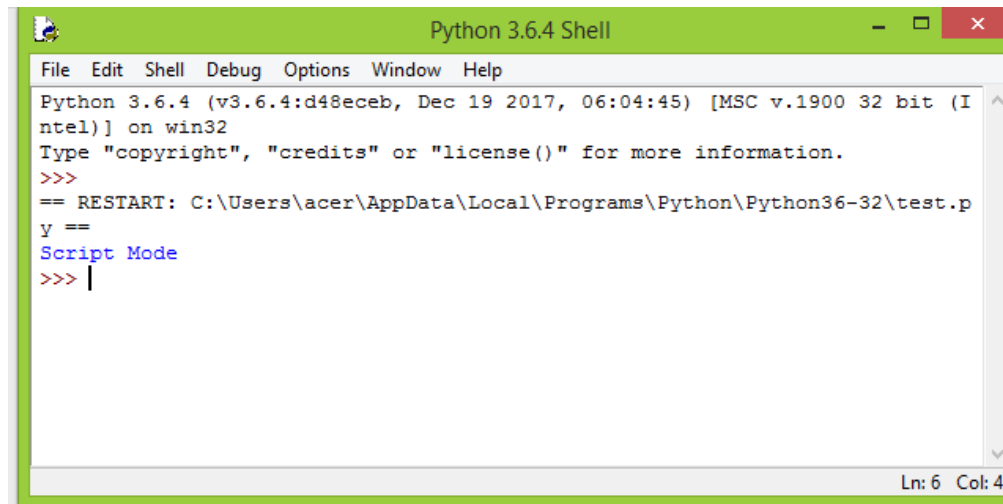 Python 3.6.4 Shell
File Edit Shell Debug Options Window Help
Python 3.6.4 (v3.6.4:d48eceb, Dec 19 2017, 06:04:45) [MSC v.1900 32 bit (I
ntel)] on win32
Type "copyright", "credits" or "license()" for more information.
>>>
== RESTART: C:\Users\acer\AppData\Local\Programs\Python\Python36-32\test.p
y ==
Script Mode
>>>
Ln: 6 Col: 4